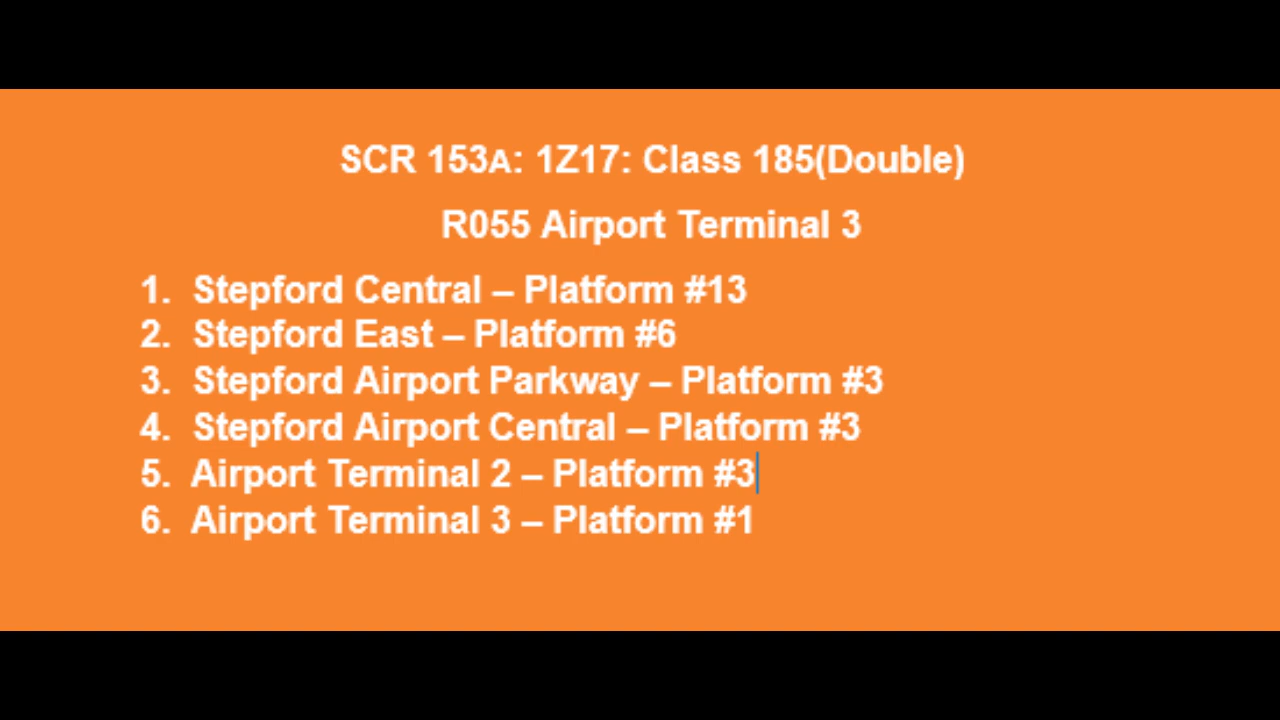 SCR 153A: 1Z17: Class 185(Double)
R055 Airport Terminal 3
1. Stepford Central – Platform #13
2. Stepford East – Platform #6
3. Stepford Airport Parkway – Platform #3
4. Stepford Airport Central – Platform #3
5. Airport Terminal 2 – Platform #3
6. Airport Terminal 3 – Platform #1